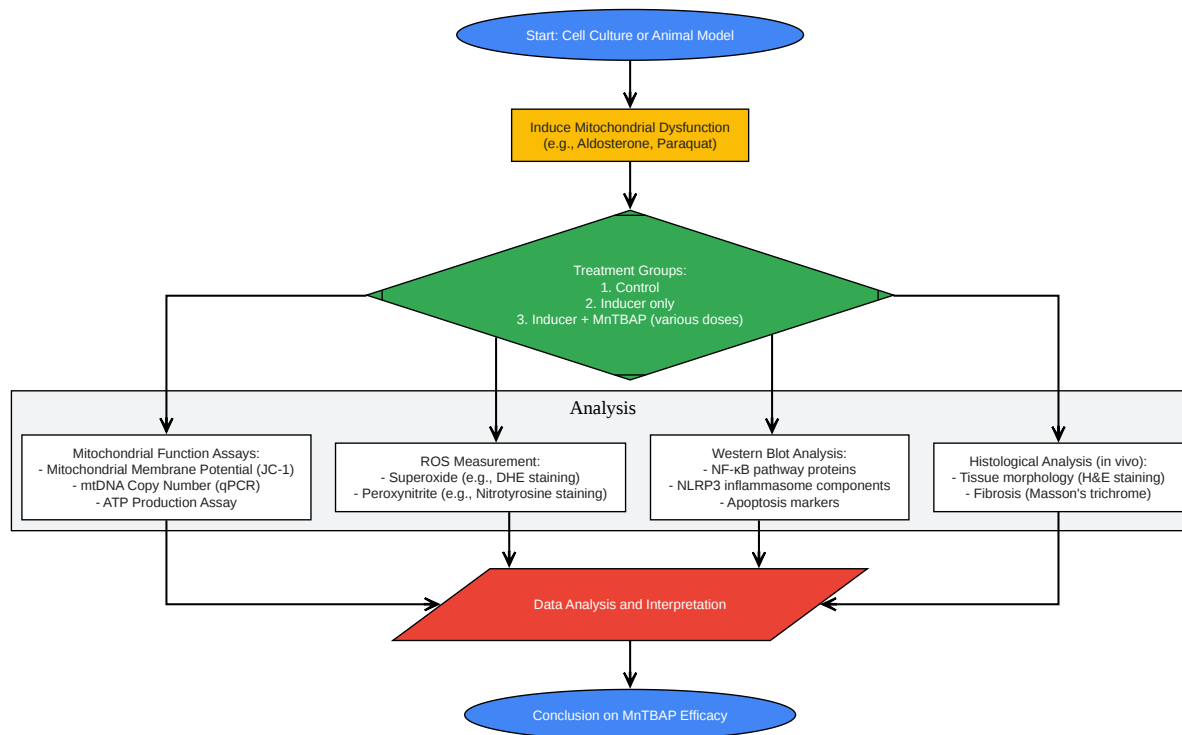 Start: Cell Culture or Animal Model
Induce Mitochondrial Dysfunction
(e.g., Aldosterone, Paraquat)
Treatment Groups:
1. Control
2. Inducer only
3. Inducer + MnTBAP (various doses)
Analysis
Mitochondrial Function Assays:
- Mitochondrial Membrane Potential (JC-1)
- mtDNA Copy Number (qPCR)
- ATP Production Assay
ROS Measurement:
- Superoxide (e.g., DHE staining)
- Peroxynitrite (e.g., Nitrotyrosine staining)
Western Blot Analysis:
- NF-κB pathway proteins
- NLRP3 inflammasome components
- Apoptosis markers
Histological Analysis (in vivo):
- Tissue morphology (H&E staining)
- Fibrosis (Masson's trichrome)
Data Analysis and Interpretation
Conclusion on MnTBAP Efficacy